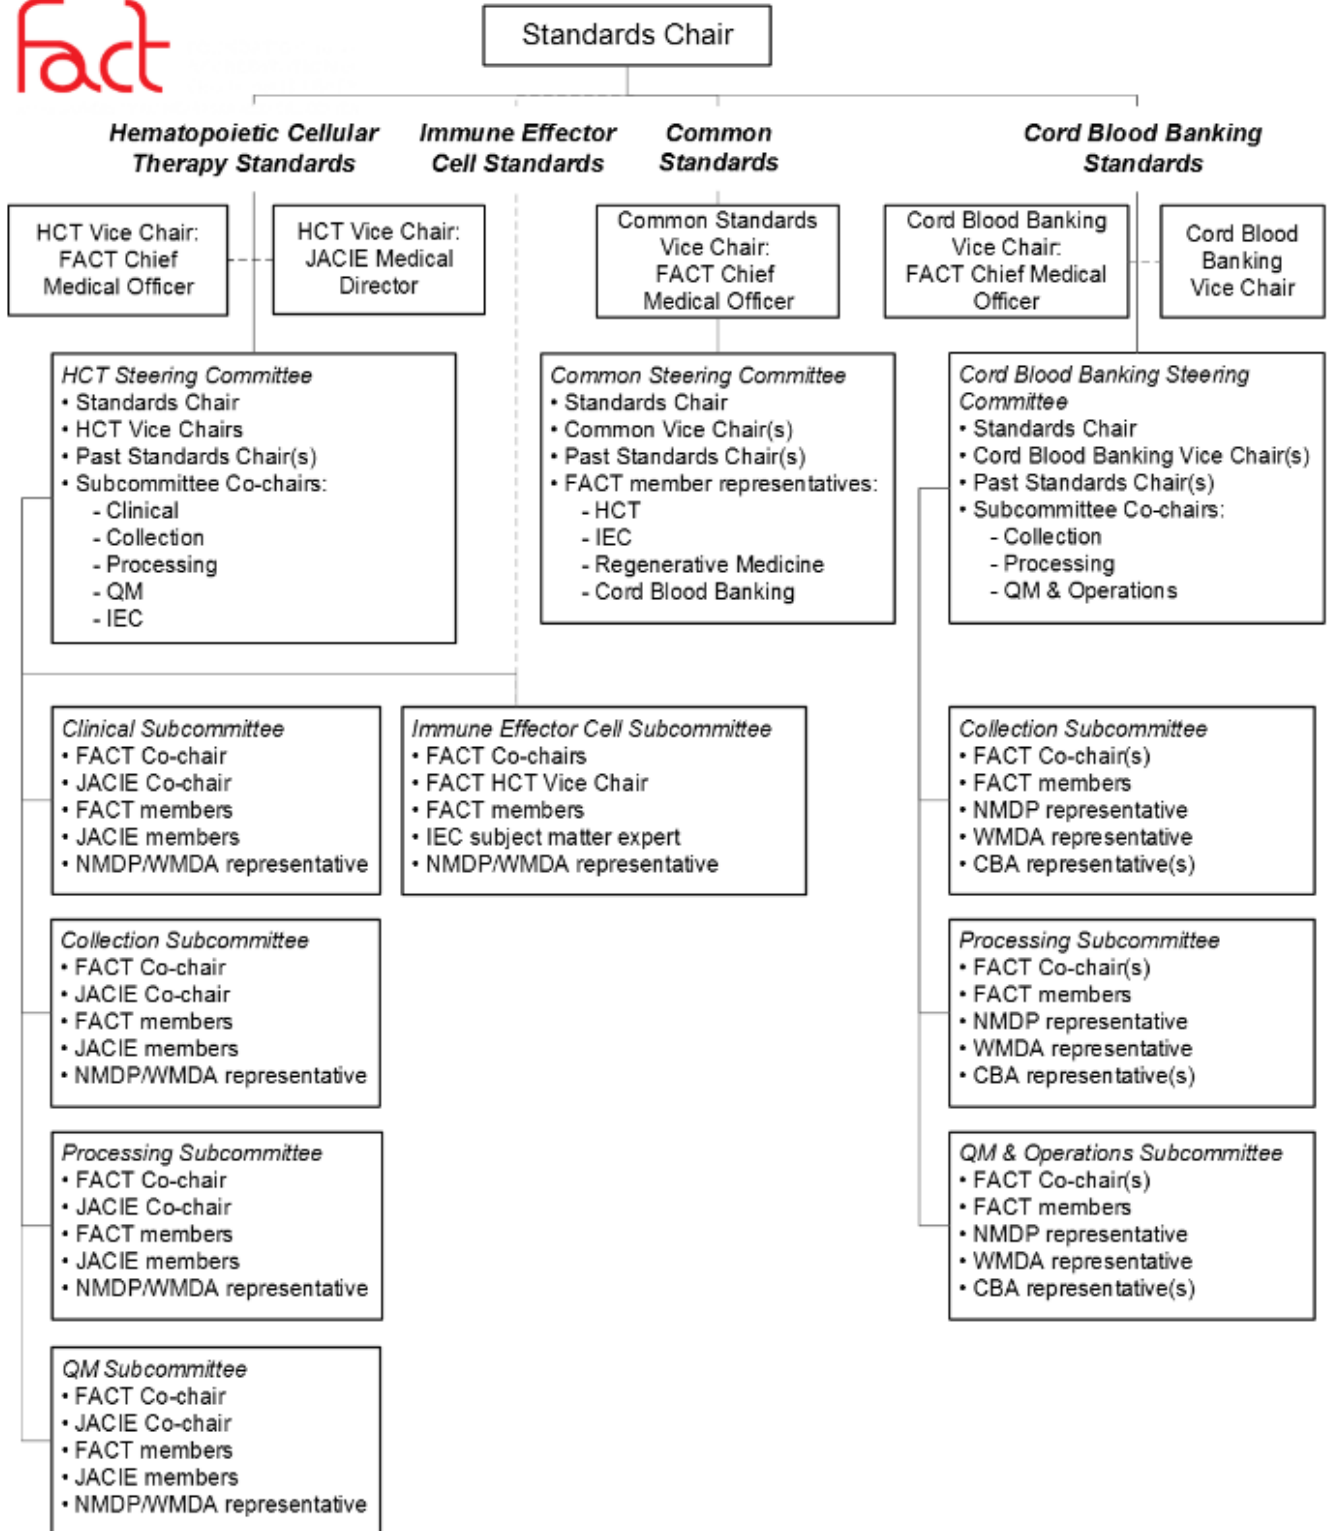 fact
Standards Chair
Hematopoietic Cellular
Therapy Standards
Immune Effector
Cell Standards
Common
Standards
Cord Blood Banking
Standards
HCT Vice Chair:
FACT Chief
Medical Officer
HCT Vice Chair:
JACIE Medical
Director
Common Standards
Vice Chair:
FACT Chief
Medical Officer
Cord Blood Banking
Vice Chair:
FACT Chief Medical
Officer
Cord Blood
Banking
Vice Chair
HCT Steering Committee
• Standards Chair
• HCT Vice Chairs
• Past Standards Chair(s)
• Subcommittee Co-chairs:
- Clinical
- Collection
- Processing
- QM
- IEC
Common Steering Committee
• Standards Chair
• Common Vice Chair(s)
• Past Standards Chair(s)
• FACT member representatives:
- HCT
- IEC
- Regenerative Medicine
- Cord Blood Banking
Cord Blood Banking Steering
Committee
• Standards Chair
• Cord Blood Banking Vice Chair(s)
• Past Standards Chair(s)
• Subcommittee Co-chairs:
- Collection
- Processing
- QM & Operations
Clinical Subcommittee
• FACT Co-chair
• JACIE Co-chair
• FACT members
• JACIE members
• NMDP/WMDA representative
Immune Effector Cell Subcommittee
• FACT Co-chairs
• FACT HCT Vice Chair
• FACT members
• IEC subject matter expert
• NMDP/WMDA representative
Collection Subcommittee
• FACT Co-chair(s)
• FACT members
• NMDP representative
• WMDA representative
• CBA representative(s)
Collection Subcommittee
• FACT Co-chair
• JACIE Co-chair
• FACT members
• JACIE members
• NMDP/WMDA representative
Processing Subcommittee
• FACT Co-chair(s)
• FACT members
• NMDP representative
• WMDA representative
• CBA representative(s)
Processing Subcommittee
• FACT Co-chair
• JACIE Co-chair
• FACT members
• JACIE members
• NMDP/WMDA representative
QM & Operations Subcommittee
• FACT Co-chair(s)
• FACT members
• NMDP representative
• WMDA representative
• CBA representative(s)
QM Subcommittee
• FACT Co-chair
• JACIE Co-chair
• FACT members
• JACIE members
• NMDP/WMDA representative